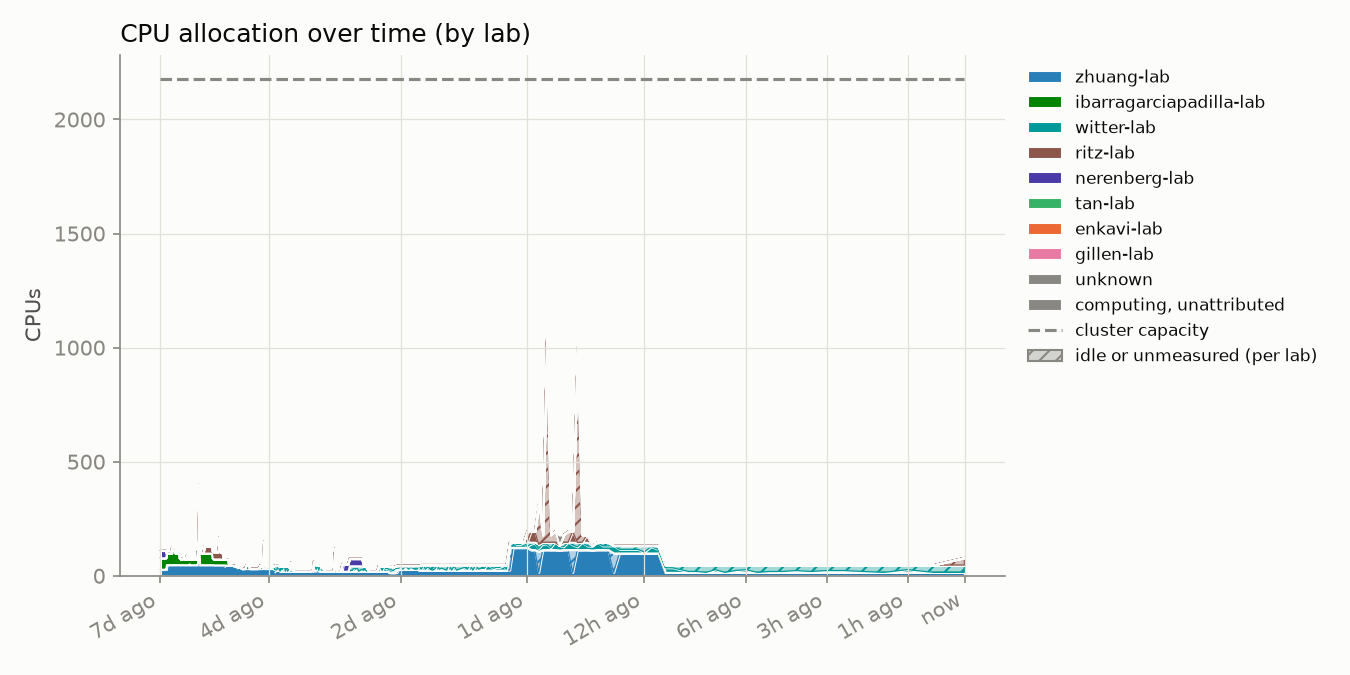 CPU allocation over time (by lab)
CPUs
2000
1500
1000
500
0
7d ago
4d ago
2d ago
1d ago
12h ago
6h ago
3h ago
1h ago
now
zhuang-lab
ibarragarciapadilla-lab
witter-lab
ritz-lab
nerenberg-lab
tan-lab
enkavi-lab
gillen-lab
unknown
computing, unattributed
cluster capacity
idle or unmeasured (per lab)